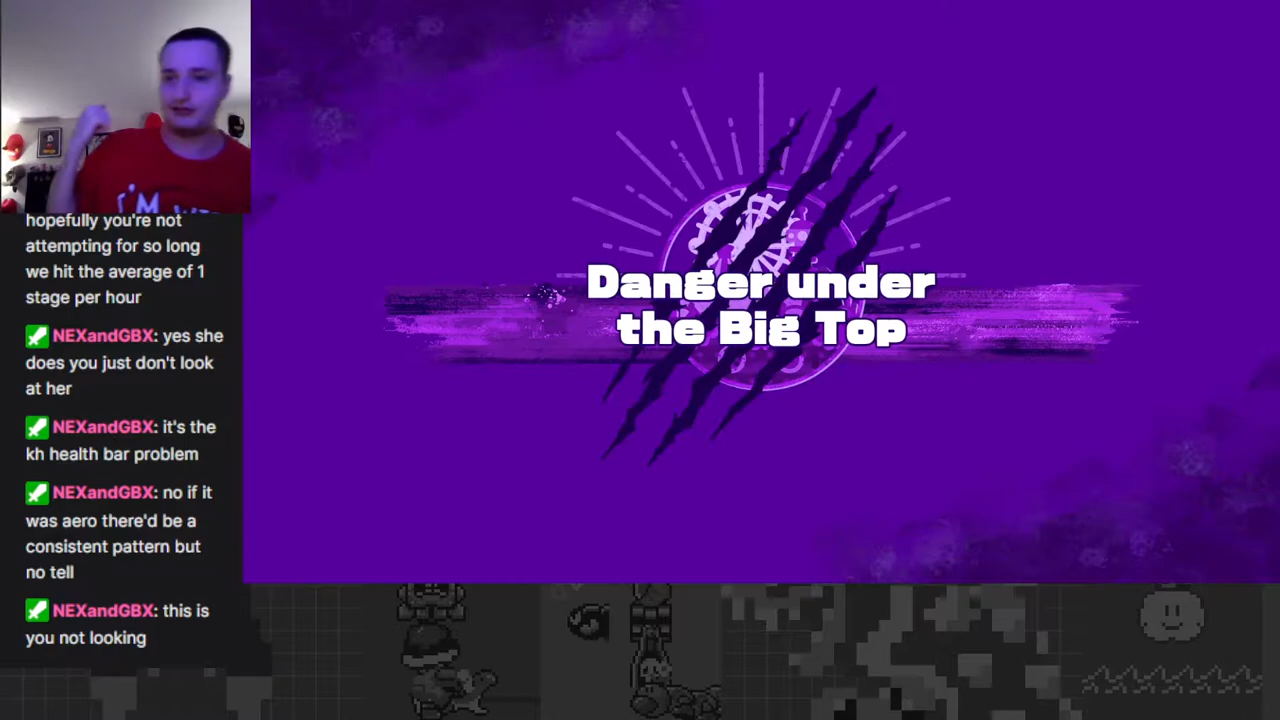 I'M WITH
hopefully you're not
attempting for so long
we hit the average of 1
stage per hour
NEXandGBX: yes she
does you just don't look
at her
NEXandGBX: it's the
kh health bar problem
NEXandGBX: no if it
was aero there'd be a
consistent pattern but
no tell
NEXandGBX: this is
you not looking
Danger under
the Big Top